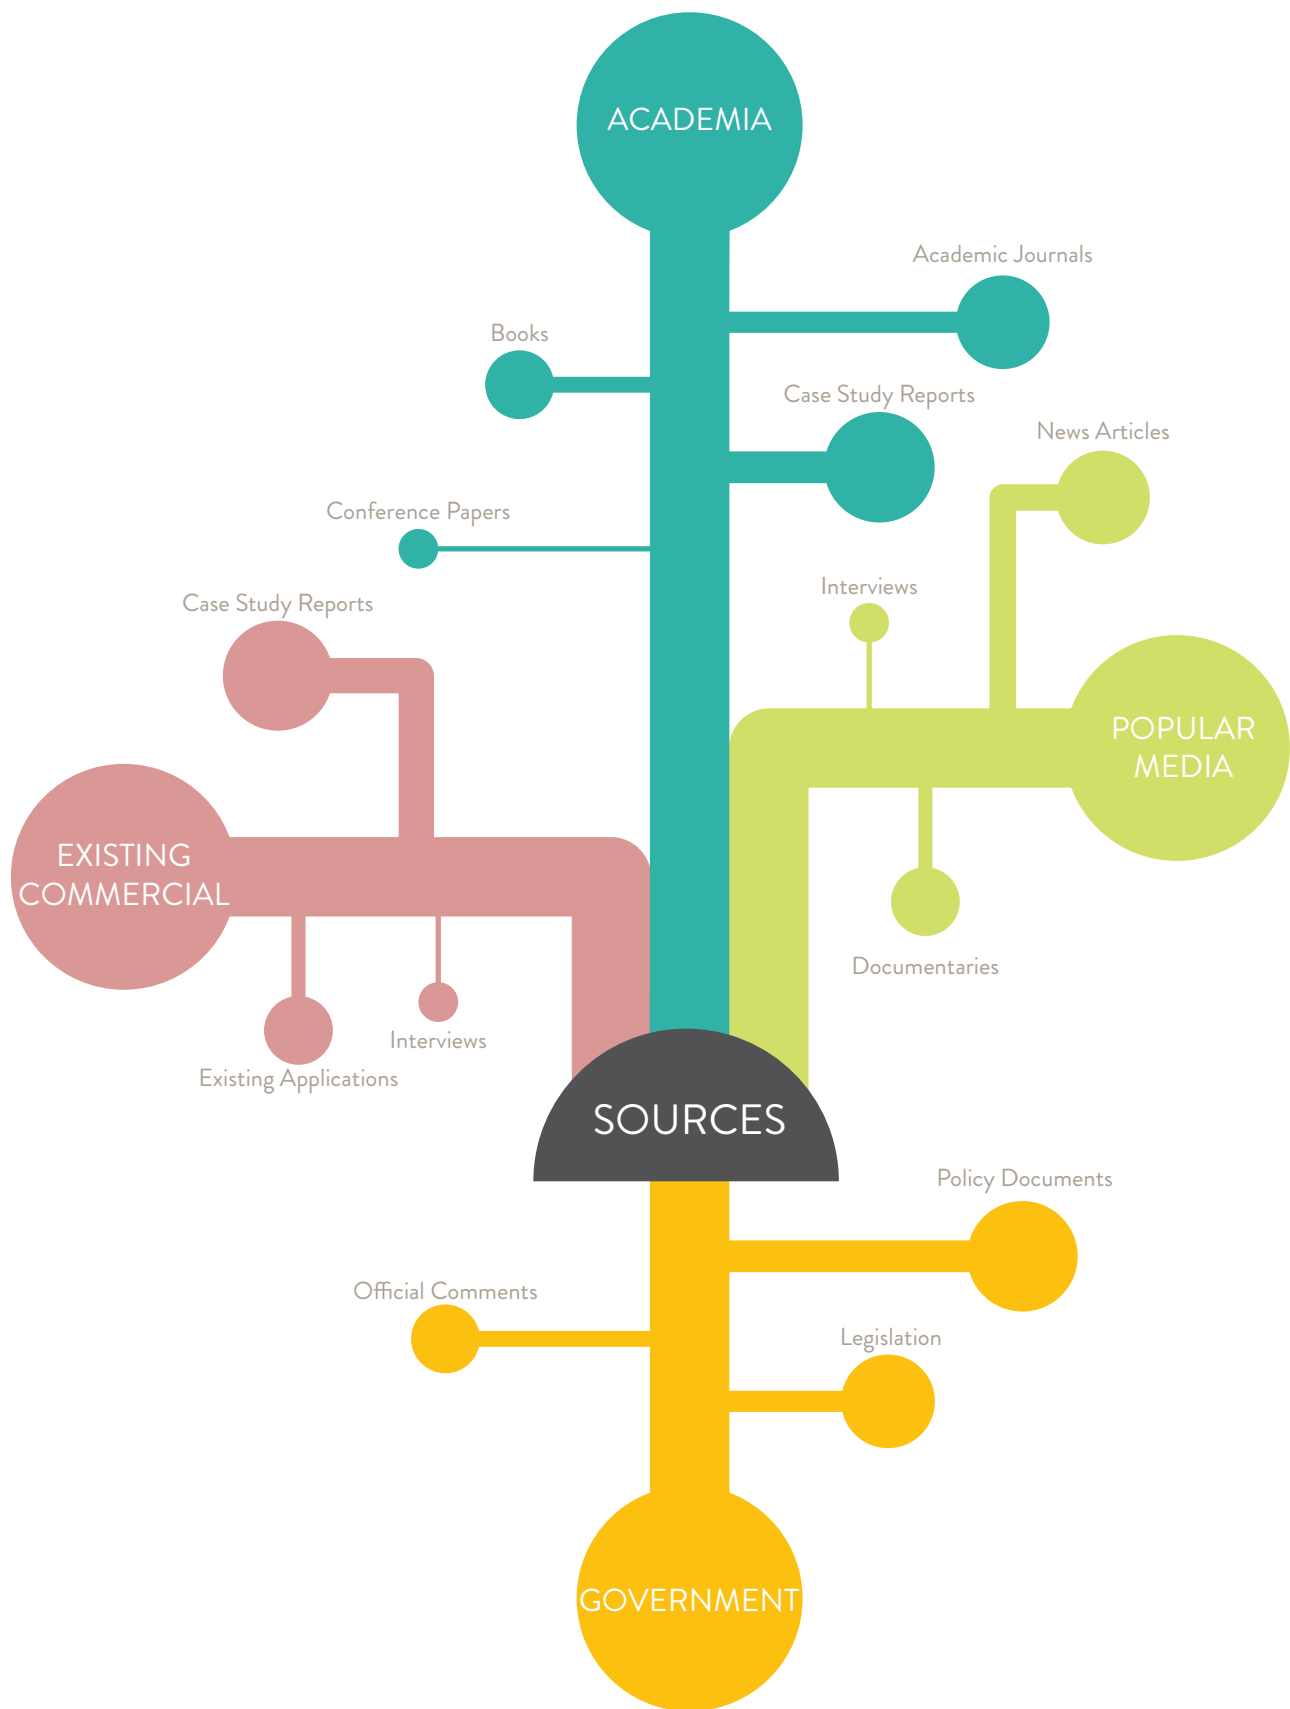 ACADEMIA
Academic Journals
Books
Case Study Reports
News Articles
Conference Papers
Interviews
Case Study Reports
POPULAR
MEDIA
EXISTING
COMMERCIAL
Documentaries
Interviews
Existing Applications
SOURCES
Policy Documents
Official Comments
Legislation
GOVERNMENT